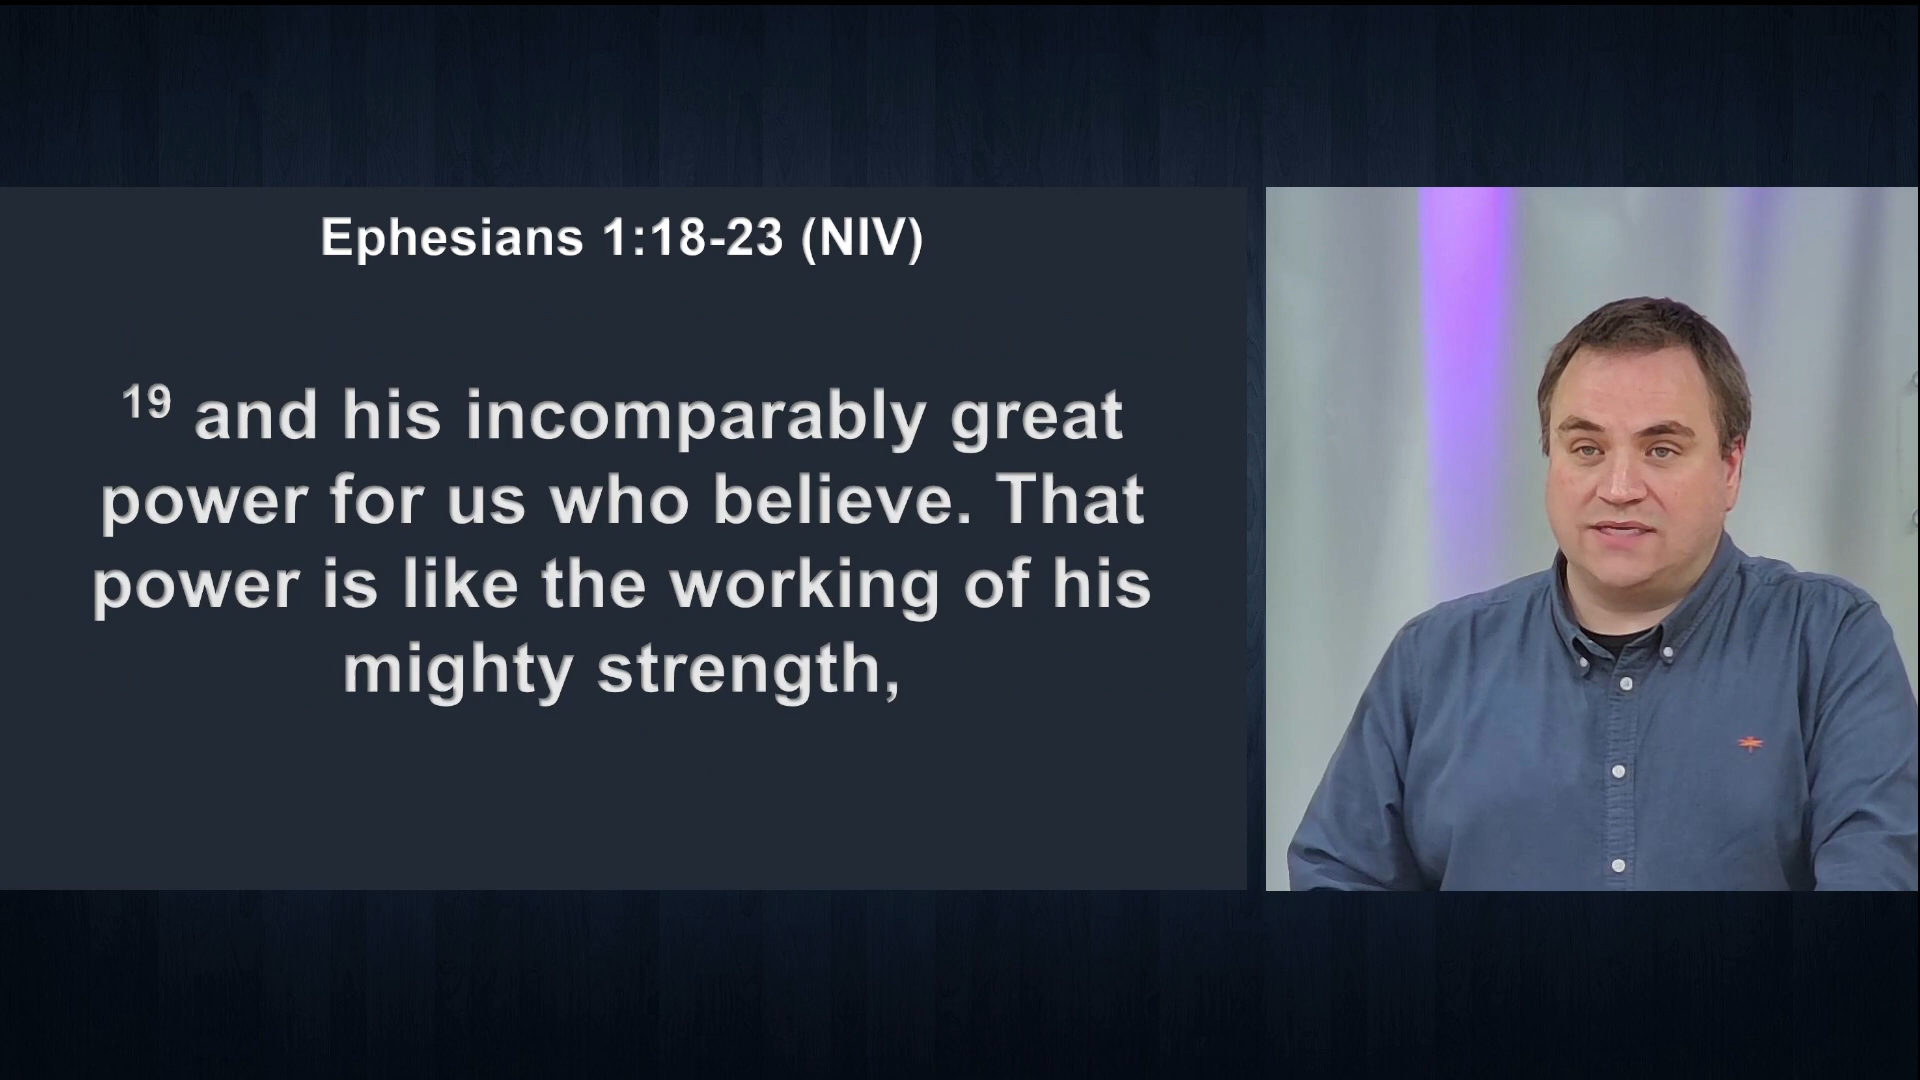 Ephesians 1:18-23 (NIV)
19 and his incomparably great
power for us who believe. That
power is like the working of his
mighty strength,